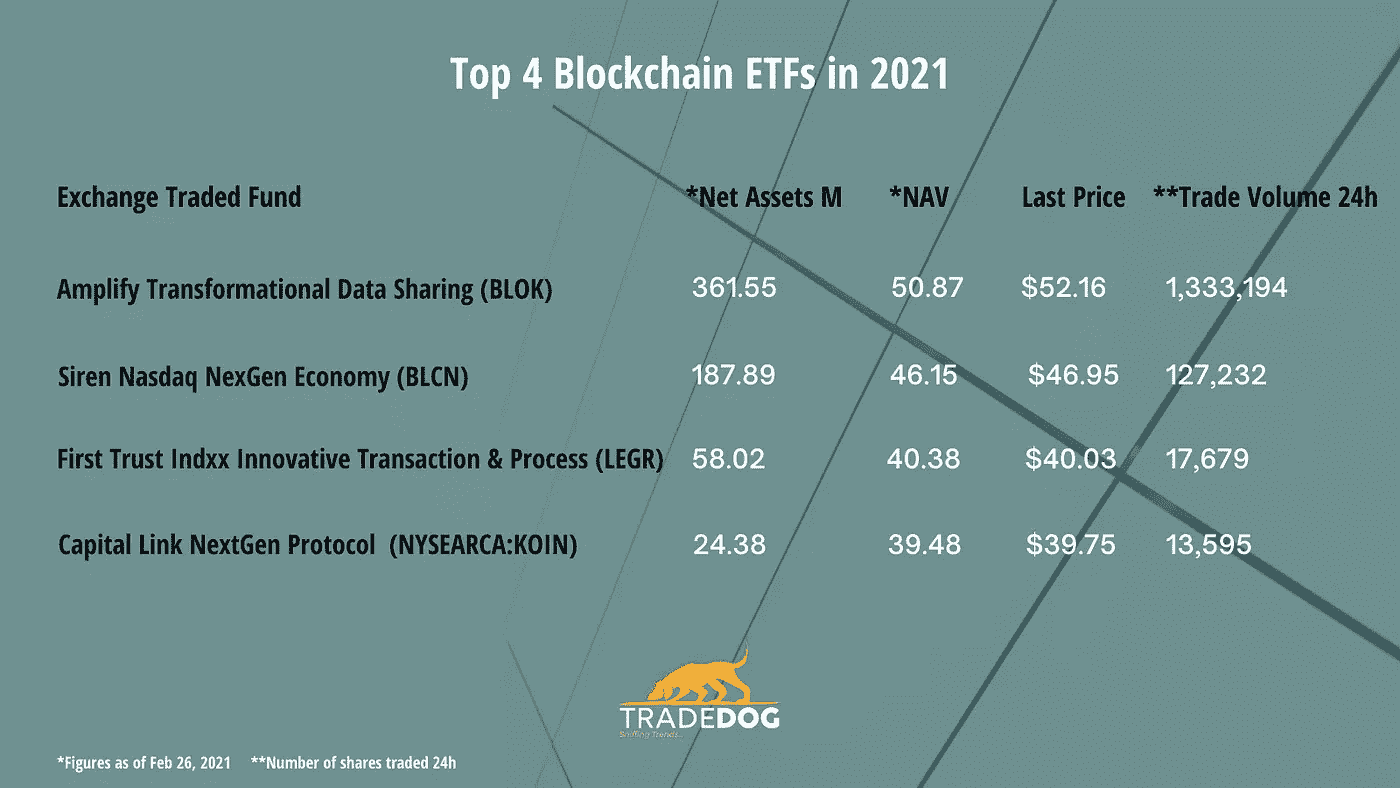 Top 4 Blockchain ETFs in 2021
Exchange Traded Fund *Net Assets M *NAV Last Price **Trade Volume 24h
Amplify Transformational Data Sharing (BLOK) 361.55 50.87 $52.16 1,333,194
Siren Nasdaq NexGen Economy (BLCN) 187.89 46.15 $46.95 127,232
First Trust Indxx Innovative Transaction & Process (LEGR) 58.02 40.38 $40.03 17,679
Capital Link NextGen Protocol (NYSEARCA:KOIN) 24.38 39.48 $39.75 13,595
TRADEDOG
Sniffing Trends...
*Figures as of Feb 26, 2021 **Number of shares traded 24h